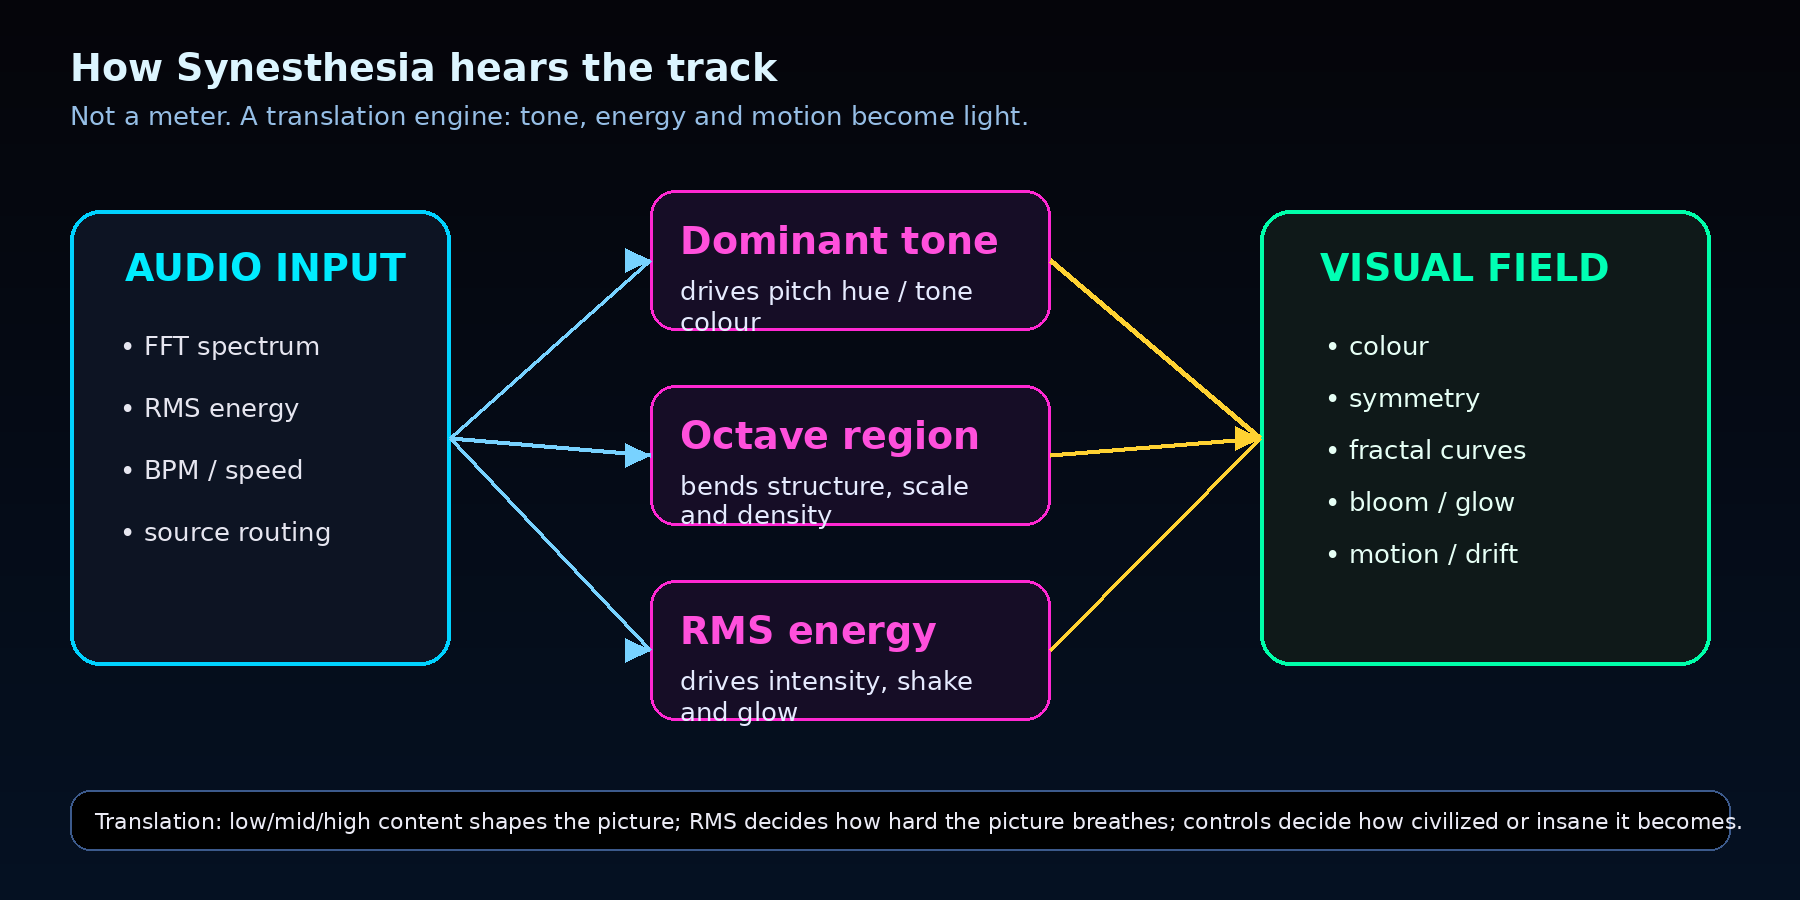 How Synesthesia hears the track
Not a meter. A translation engine: tone, energy and motion become light.
AUDIO INPUT
• FFT spectrum
• RMS energy
• BPM / speed
• source routing
Dominant tone
drives pitch hue / tone
colour
Octave region
bends structure, scale
and density
RMS energy
drives intensity, shake
and glow
VISUAL FIELD
• colour
• symmetry
• fractal curves
• bloom / glow
• motion / drift
Translation: low/mid/high content shapes the picture; RMS decides how hard the picture breathes; controls decide how civilized or insane it becomes.